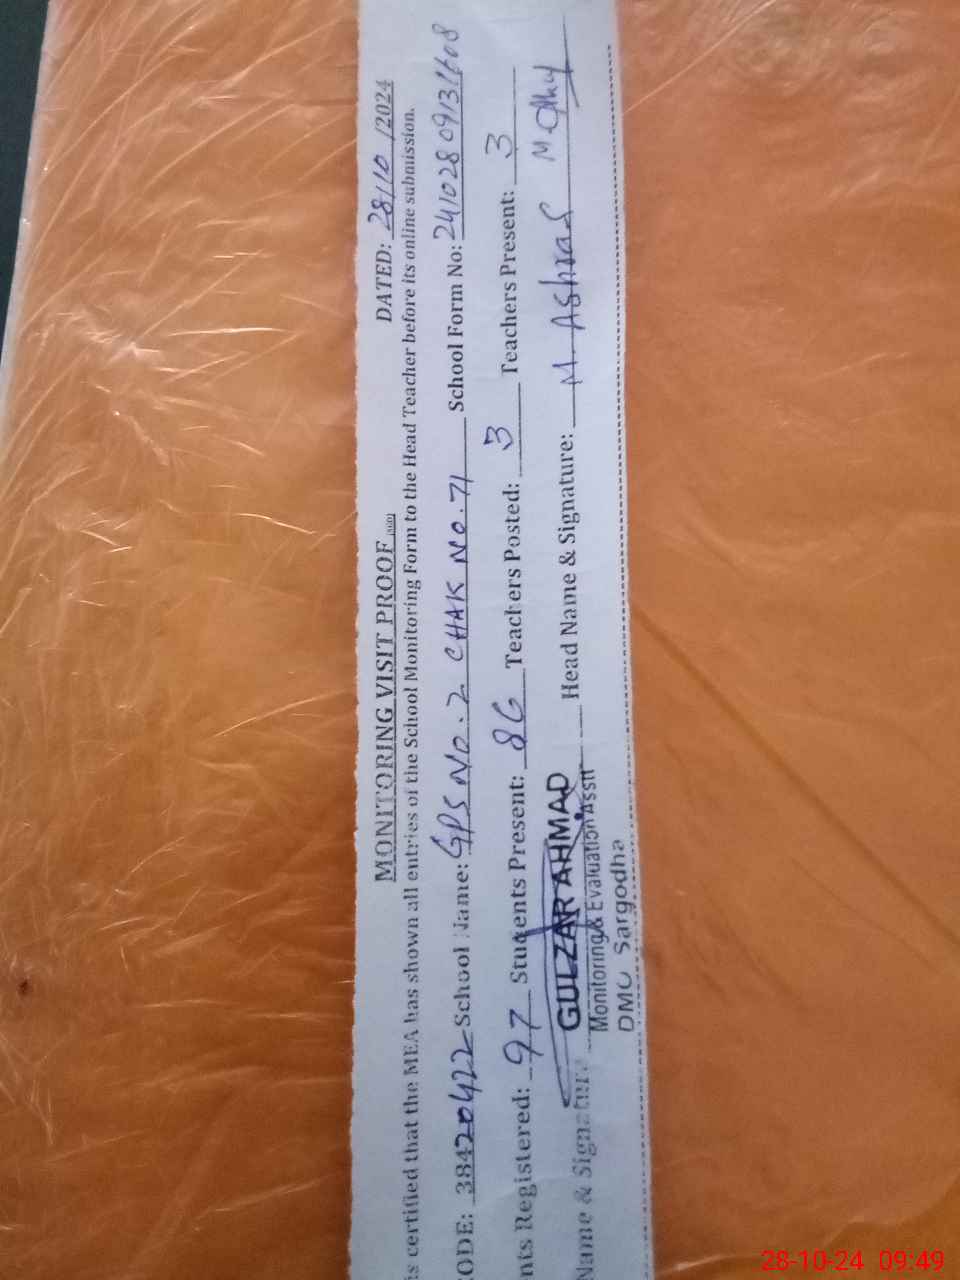 MONITORING VISIT PROOF DATED: 28/10/2024
is certified that the MEA has shown all entries of the School Monitoring Form to the Head Teacher before its online submission.
ODE: 38420422 School Name: GPS No. 2 CHAK No. 71 School Form No:
nts Registered: 97 Students Present: 86 Teachers Posted: 3 Teachers Present: 3
Name & Signature Head Name & Signature: M. Ashraf
GULZAR AHMAD
Monitoring & Evaluation Asstt
DMO Sargodha
28-10-24 09:49